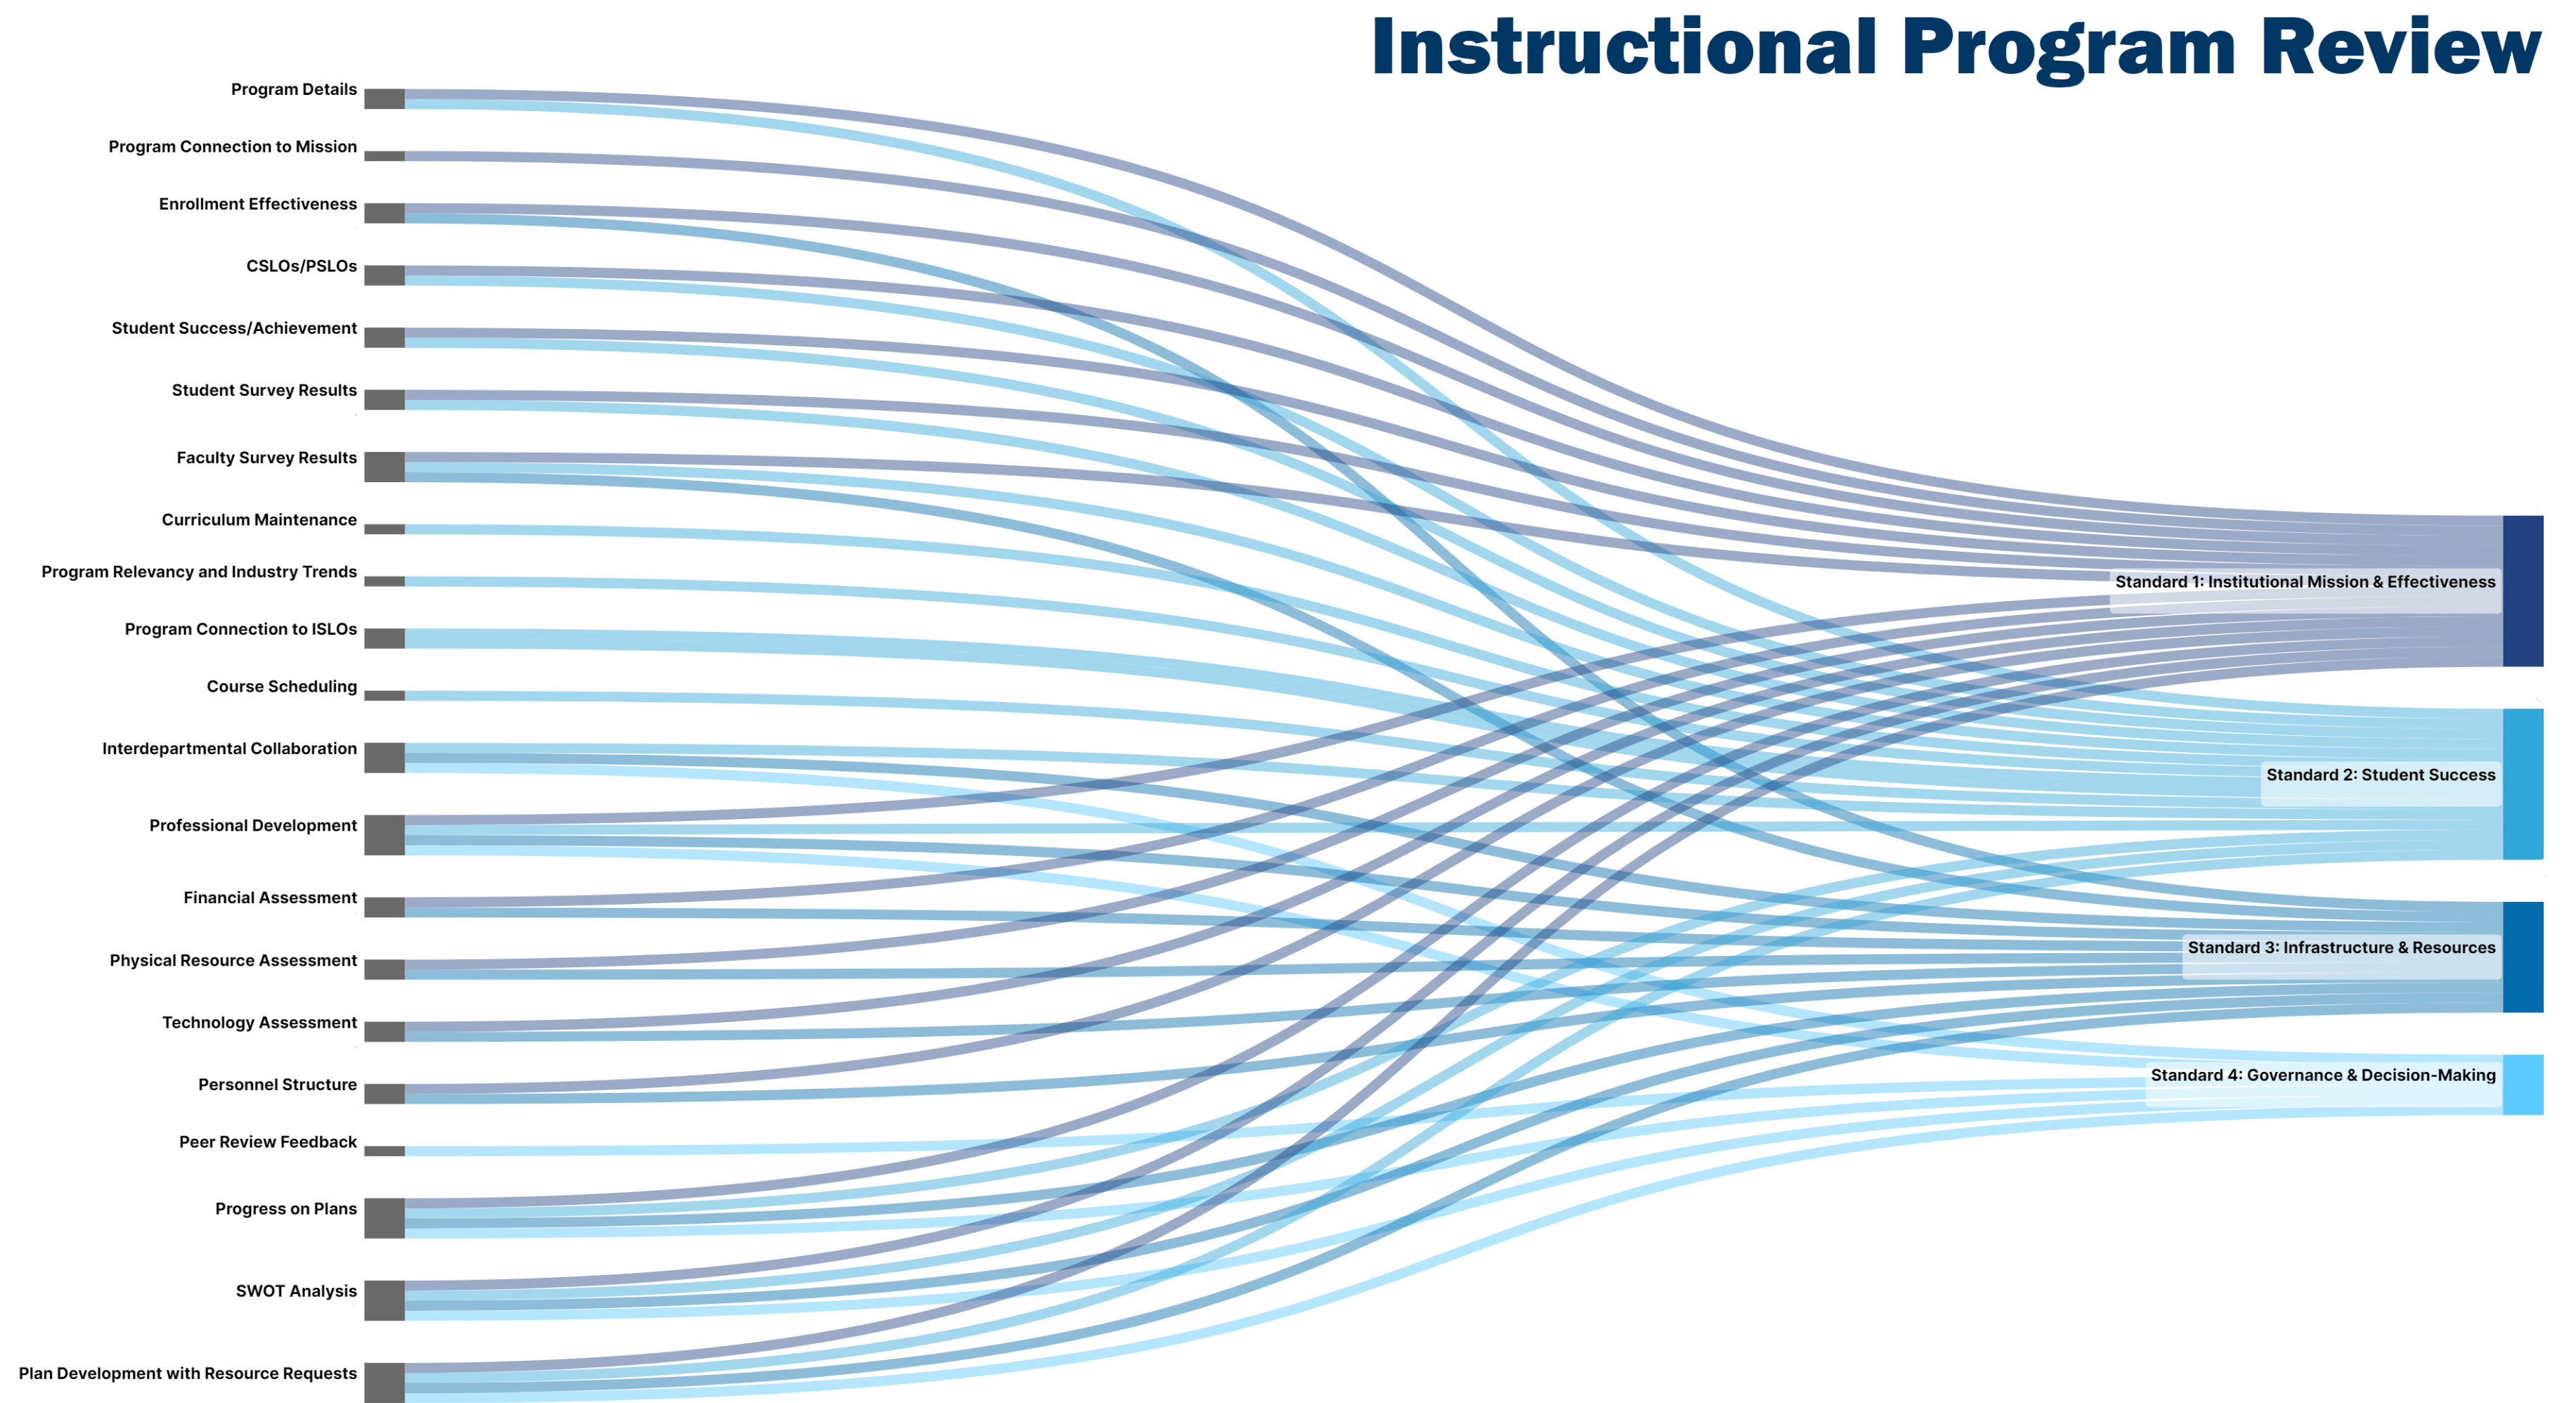 Instructional Program Review
Program Details
Program Connection to Mission
Enrollment Effectiveness
CSLOs/PSLOs
Student Success/Achievement
Student Survey Results
Faculty Survey Results
Curriculum Maintenance
Program Relevancy and Industry Trends
Program Connection to ISLOs
Course Scheduling
Interdepartmental Collaboration
Professional Development
Financial Assessment
Physical Resource Assessment
Technology Assessment
Personnel Structure
Peer Review Feedback
Progress on Plans
SWOT Analysis
Plan Development with Resource Requests
Standard 1: Institutional Mission & Effectiveness
Standard 2: Student Success
Standard 3: Infrastructure & Resources
Standard 4: Governance & Decision-Making